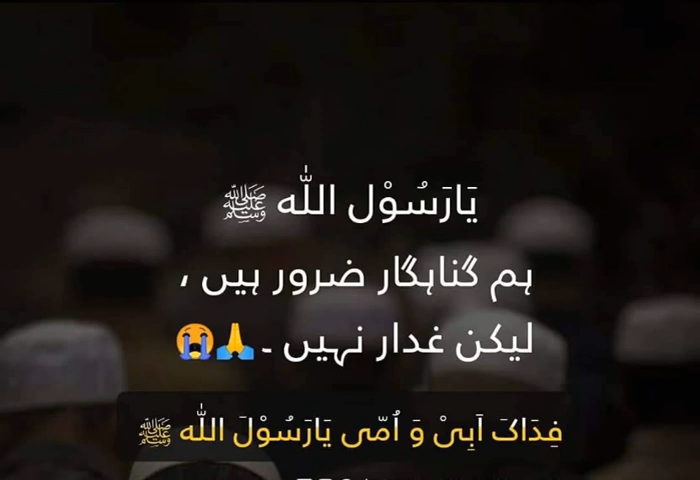 یَارَسُوْل اللّٰه ﷺ
ہم گناہگار ضرور ہیں ،
لیکن غدار نہیں ۔🙏😭
فِدَاکَ اَبِیْ وَ اُمّی یَارَسُوْلَ اللّٰه ﷺ